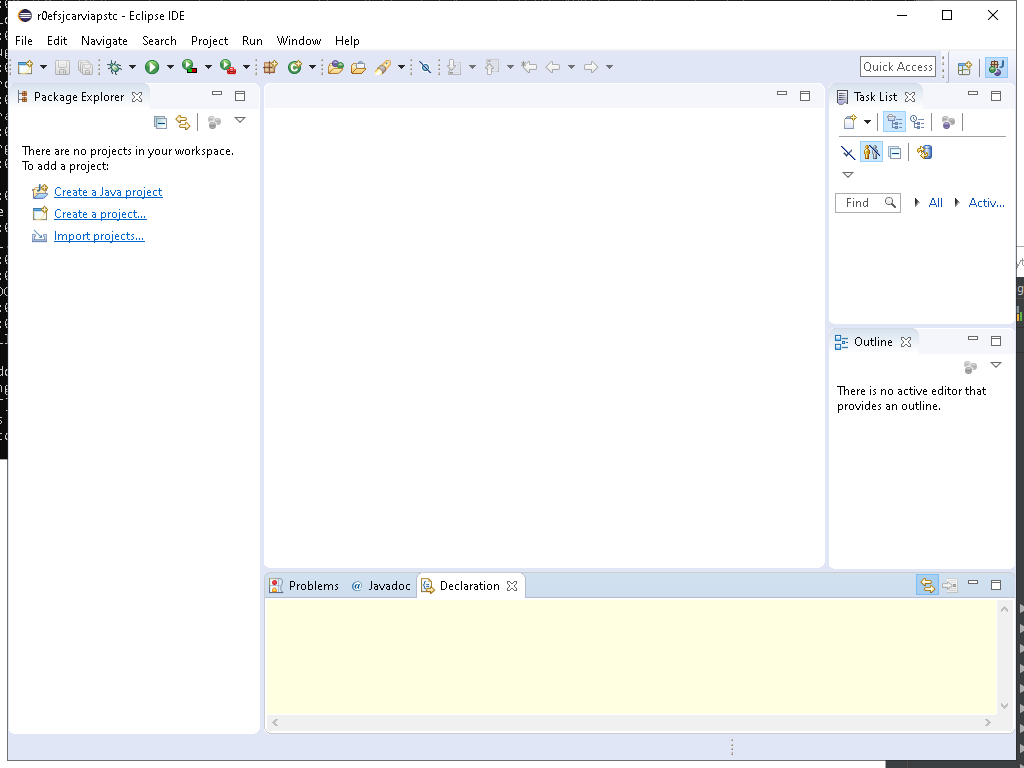 r0efsjcarviapstc - Eclipse IDE
File Edit Navigate Search Project Run Window Help
Quick Access
Package Explorer
There are no projects in your workspace.
To add a project:
Create a Java project
Create a project...
Import projects...
Task List
Find All Activ...
Outline
There is no active editor that
provides an outline.
Problems @ Javadoc Declaration